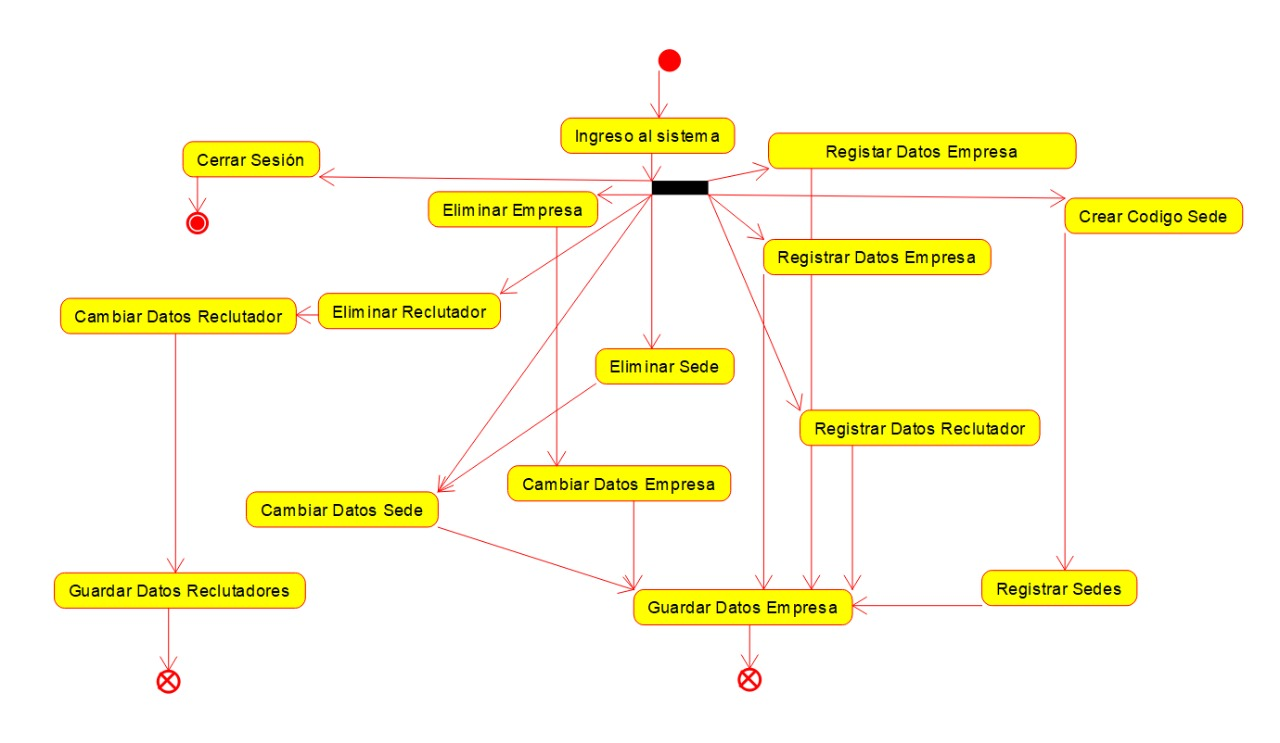 Ingreso al sistema
Registar Datos Empresa
Cerrar Sesión
Eliminar Empresa
Crear Codigo Sede
Registrar Datos Empresa
Eliminar Reclutador
Cambiar Datos Reclutador
Eliminar Sede
Registrar Datos Reclutador
Cambiar Datos Empresa
Cambiar Datos Sede
Guardar Datos Reclutadores
Registrar Sedes
Guardar Datos Empresa